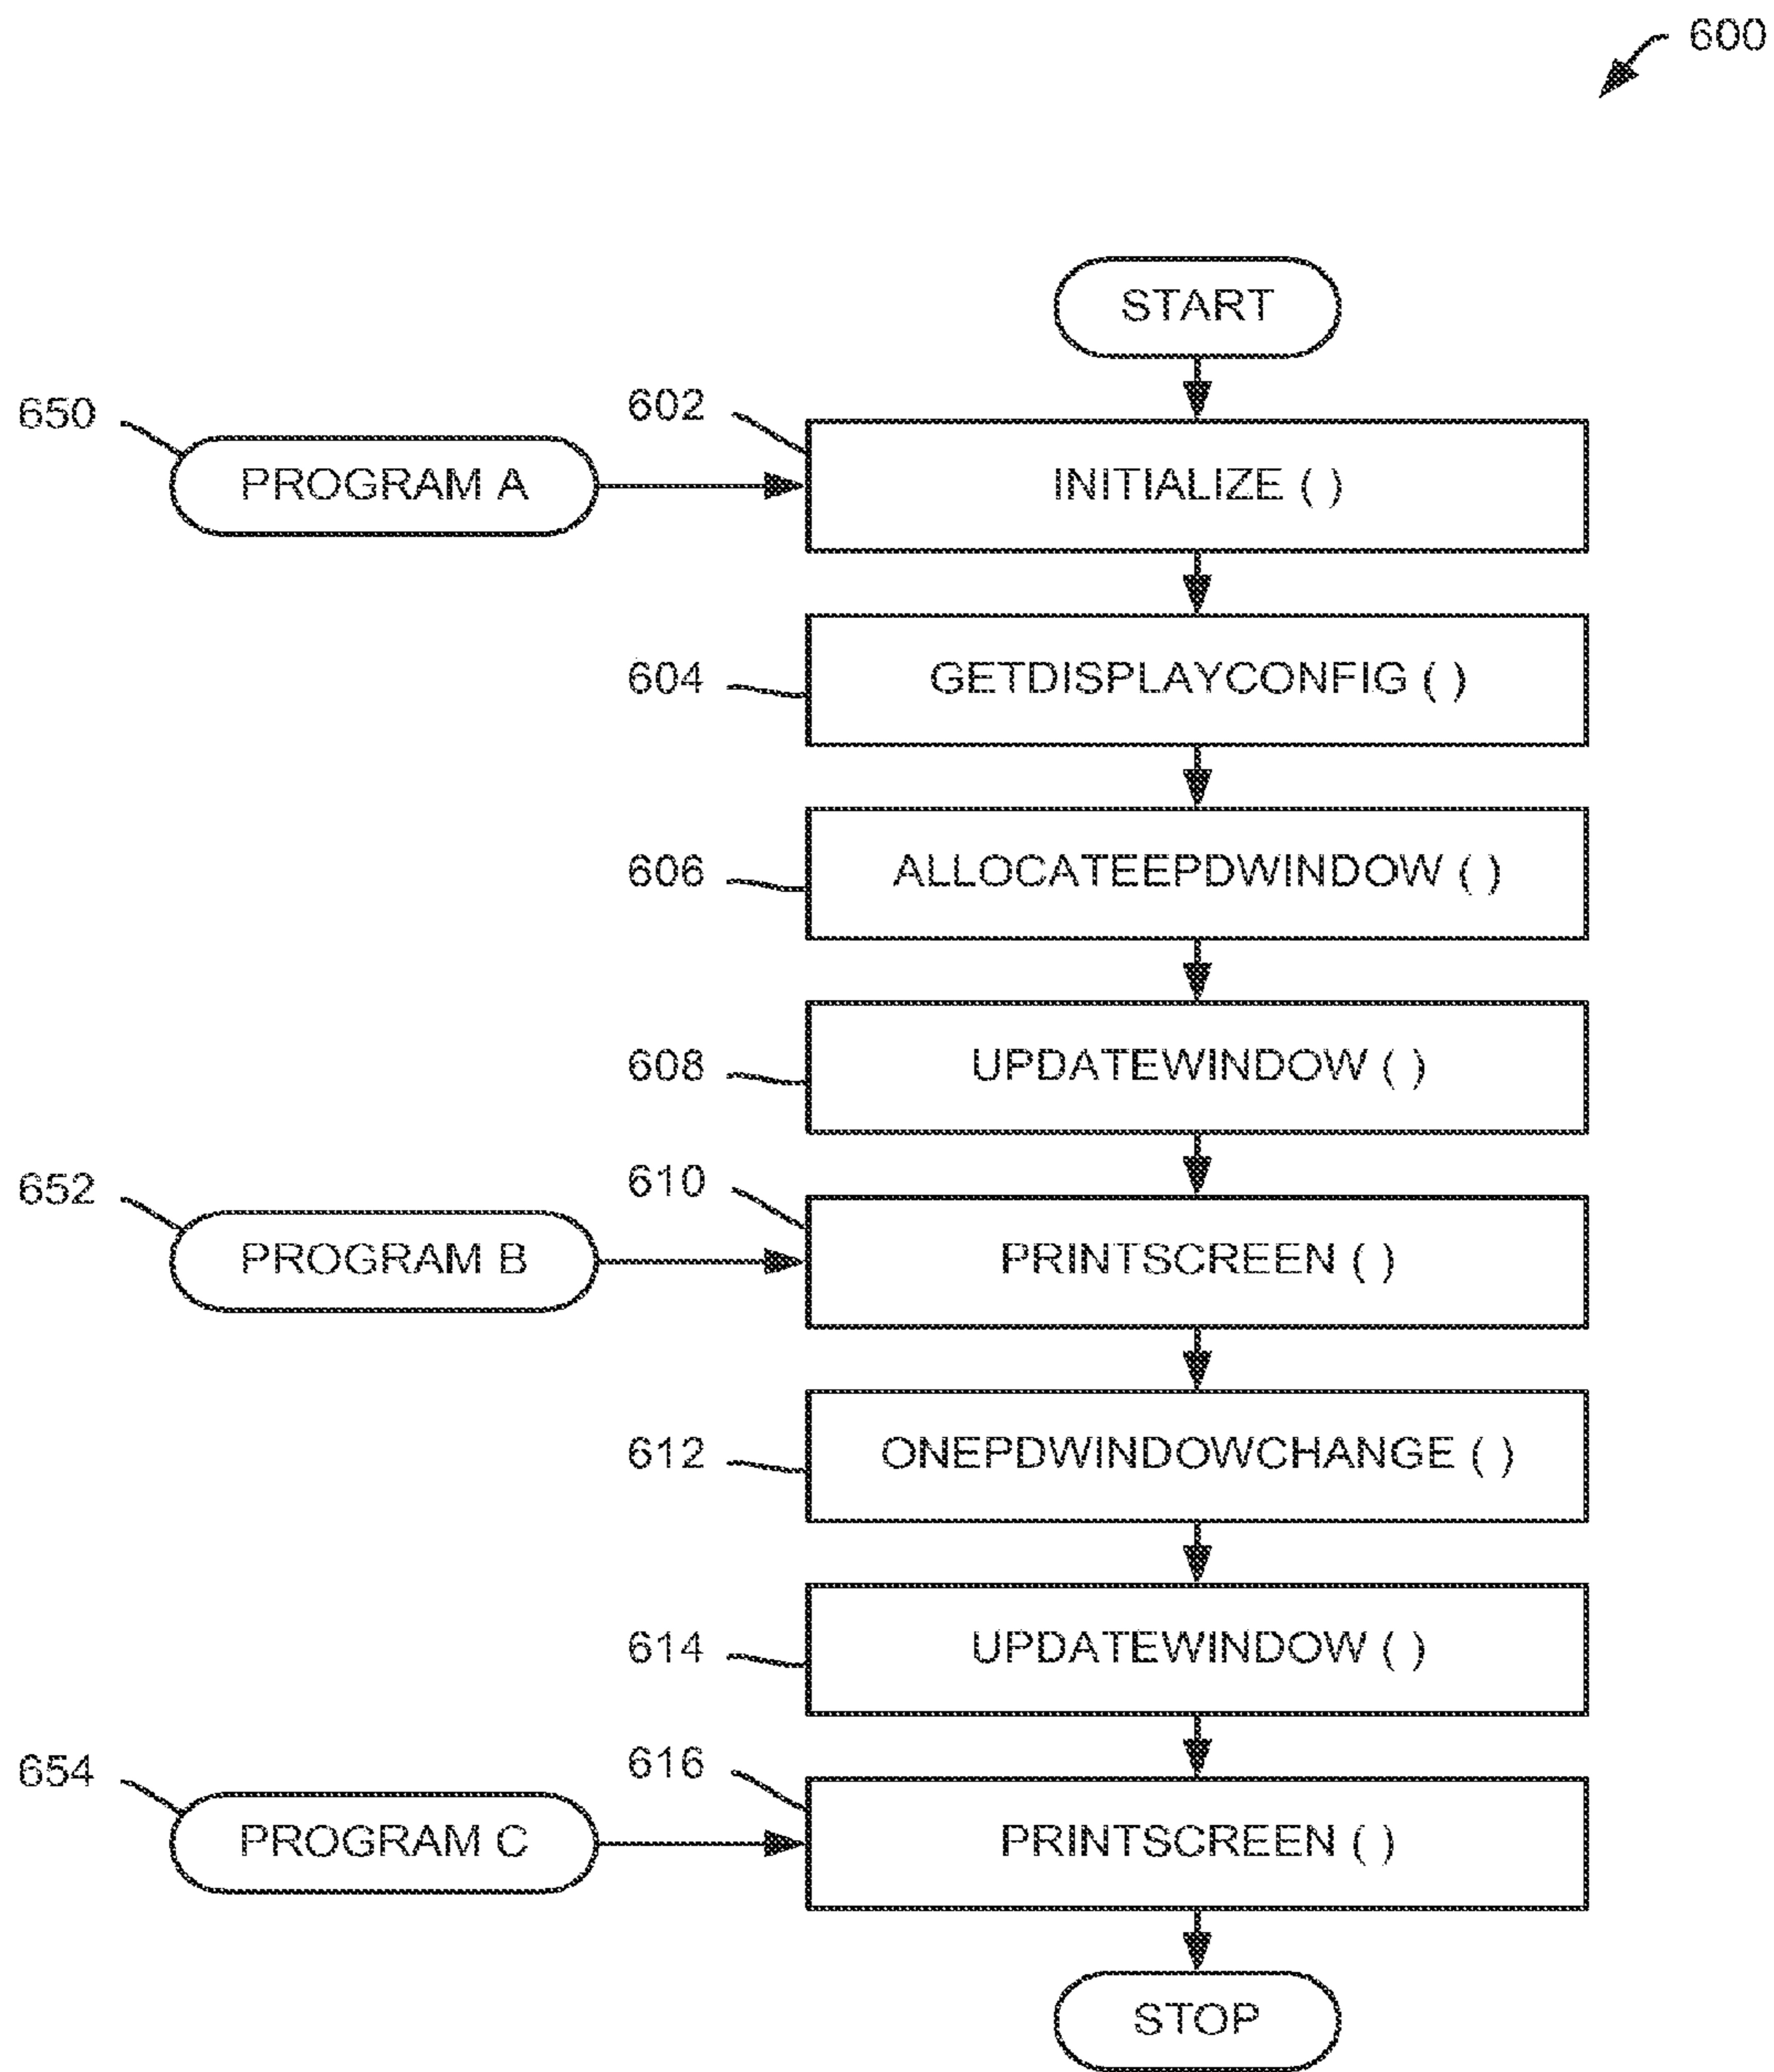 600
START
650
602
PROGRAM A
INITIALIZE ( )
604
GETDISPLAYCONFIG ( )
606
ALLOCATEEPDWINDOW ( )
608
UPDATEWINDOW ( )
652
610
PROGRAM B
PRINTSCREEN ( )
612
ONEPDWINDOWCHANGE ( )
614
UPDATEWINDOW ( )
654
616
PROGRAM C
PRINTSCREEN ( )
STOP